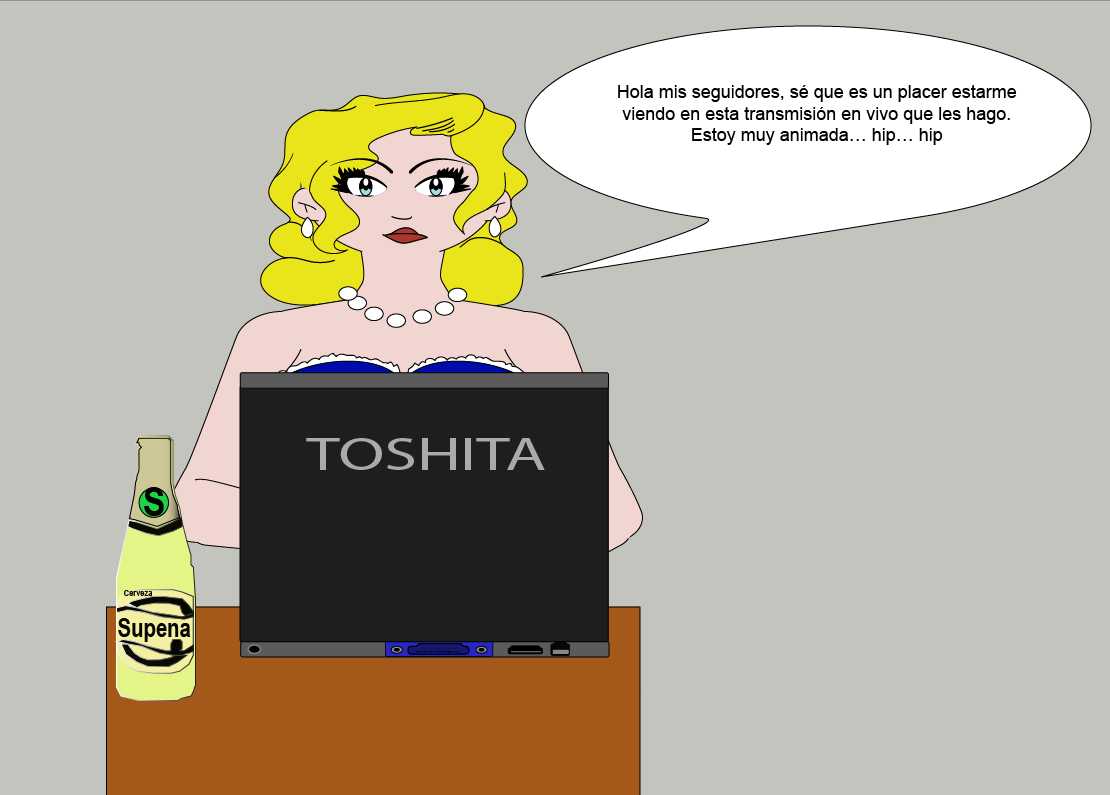 Hola mis seguidores, sé que es un placer estarme
viendo en esta transmisión en vivo que les hago.
Estoy muy animada… hip… hip
TOSHITA
S
Cerveza
Supena